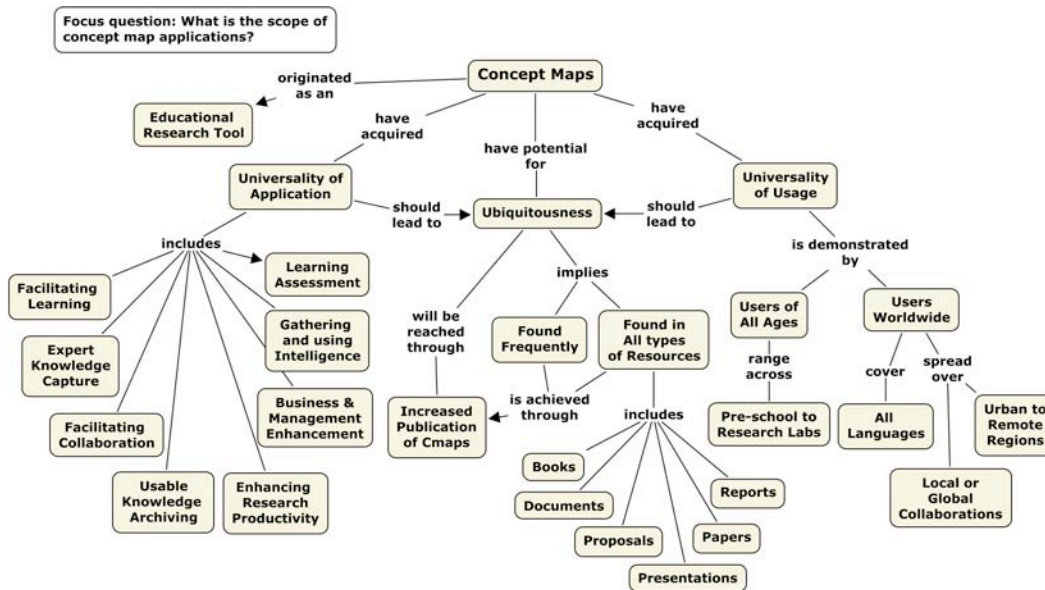 Focus question: What is the scope of
concept map applications?
Concept Maps
originated
as an
Educational
Research Tool
have
acquired
have potential
for
have
acquired
Universality of
Application
should
lead to
Ubiquitousness
should
lead to
Universality
of Usage
includes
Learning
Assessment
Facilitating
Learning
Gathering
and using
Intelligence
Expert
Knowledge
Capture
Business &
Management
Enhancement
Facilitating
Collaboration
Usable
Knowledge
Archiving
Enhancing
Research
Productivity
will be
reached
through
implies
Found
Frequently
Found in
All types
of Resources
is achieved
through
Increased
Publication
of Cmaps
includes
Books
Documents
Proposals
Presentations
Papers
Reports
is demonstrated
by
Users of
All Ages
range
across
Pre-school to
Research Labs
Users
Worldwide
cover
All
Languages
spread
over
Urban to
Remote
Regions
Local or
Global
Collaborations